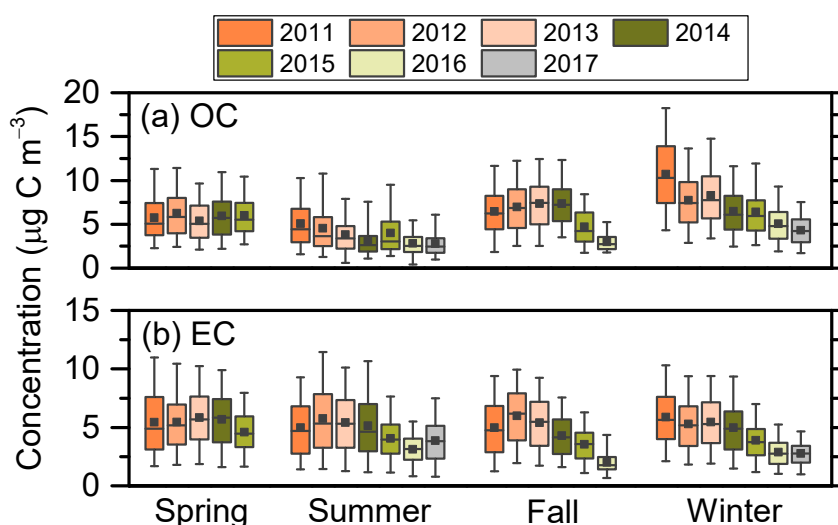 2011 2012 2013 2014
2015 2016 2017
20
(a) OC
15
10
5
0
15
(b) EC
10
5
0
Concentration (μg C m⁻³)
Spring Summer Fall Winter